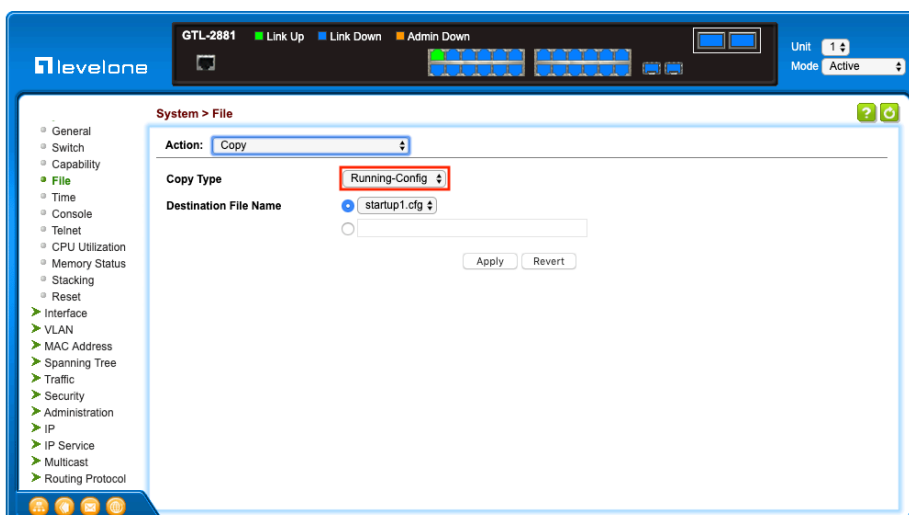 GTL-2881 Link Up Link Down Admin Down
levelone
Unit 1
Mode Active
System > File
?
General
Switch
Capability
File
Time
Console
Telnet
CPU Utilization
Memory Status
Stacking
Reset
Interface
VLAN
MAC Address
Spanning Tree
Traffic
Security
Administration
IP
IP Service
Multicast
Routing Protocol
Action: Copy
Copy Type Running-Config
Destination File Name startup1.cfg
Apply Revert